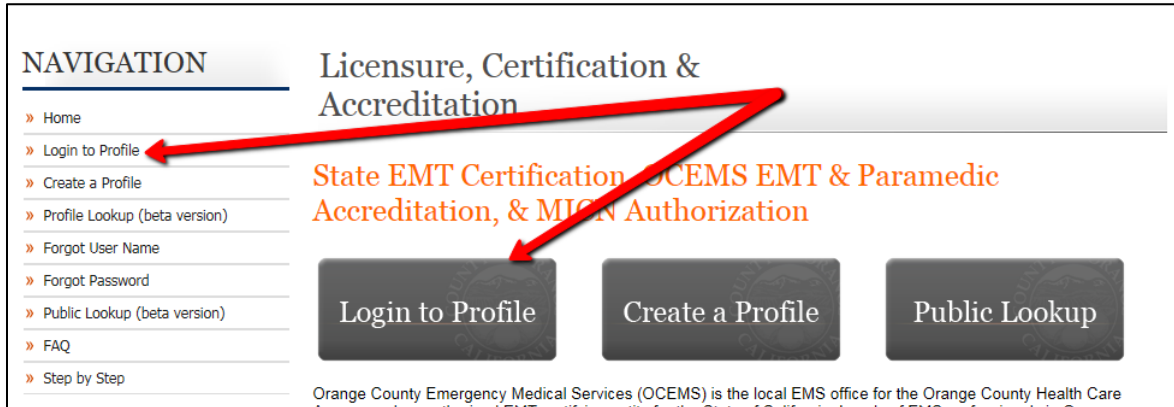 NAVIGATION
» Home
» Login to Profile
» Create a Profile
» Profile Lookup (beta version)
» Forgot User Name
» Forgot Password
» Public Lookup (beta version)
» FAQ
» Step by Step
Licensure, Certification &
Accreditation
State EMT Certification, OCEMS EMT & Paramedic
Accreditation, & MICN Authorization
Login to Profile
Create a Profile
Public Lookup
Orange County Emergency Medical Services (OCEMS) is the local EMS office for the Orange County Health Care